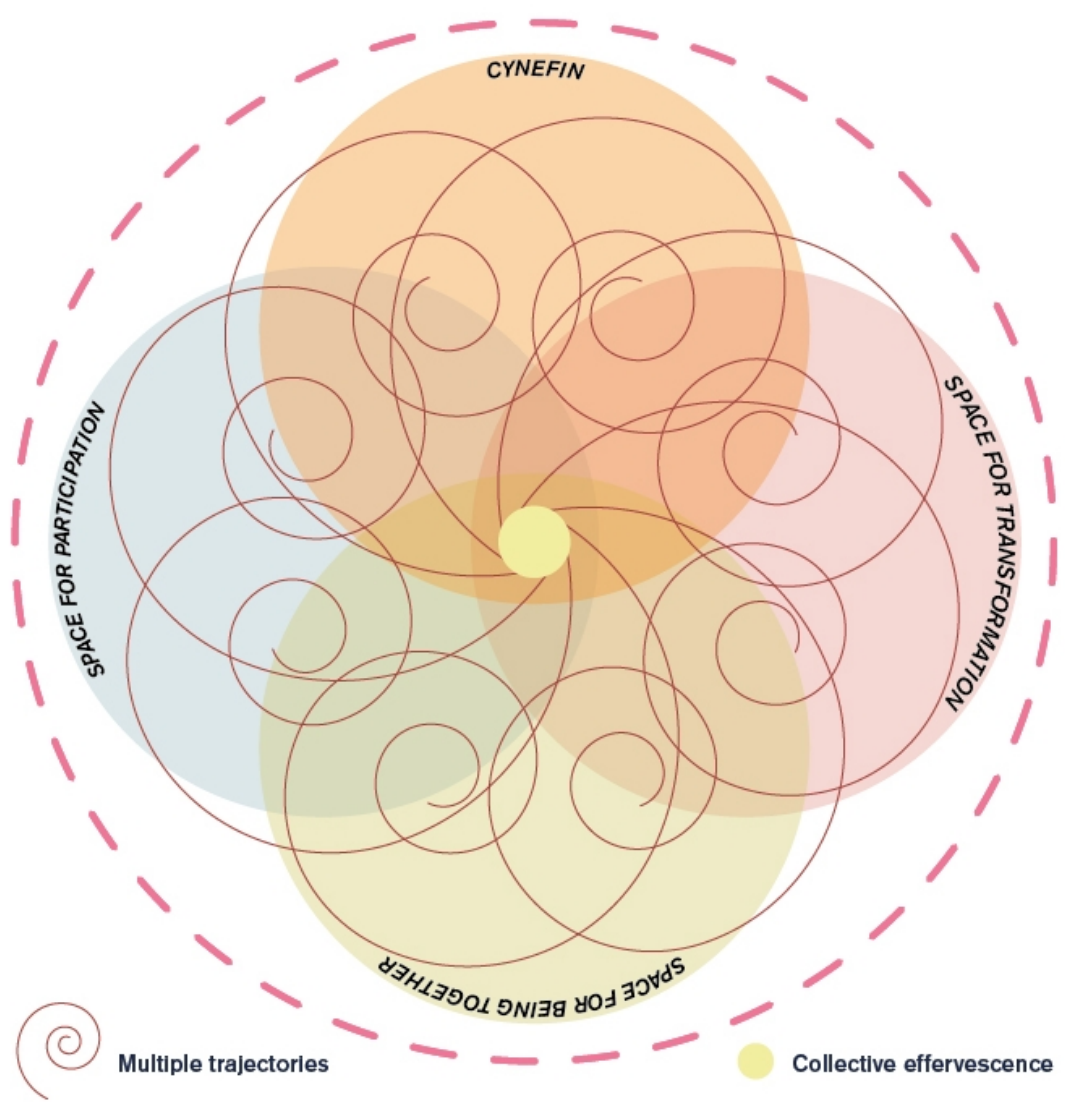 CYNEFIN
SPACE FOR PARTICIPATION
SPACE FOR TRANSFORMATION
SPACE FOR BEING TOGETHER
Multiple trajectories
Collective effervescence